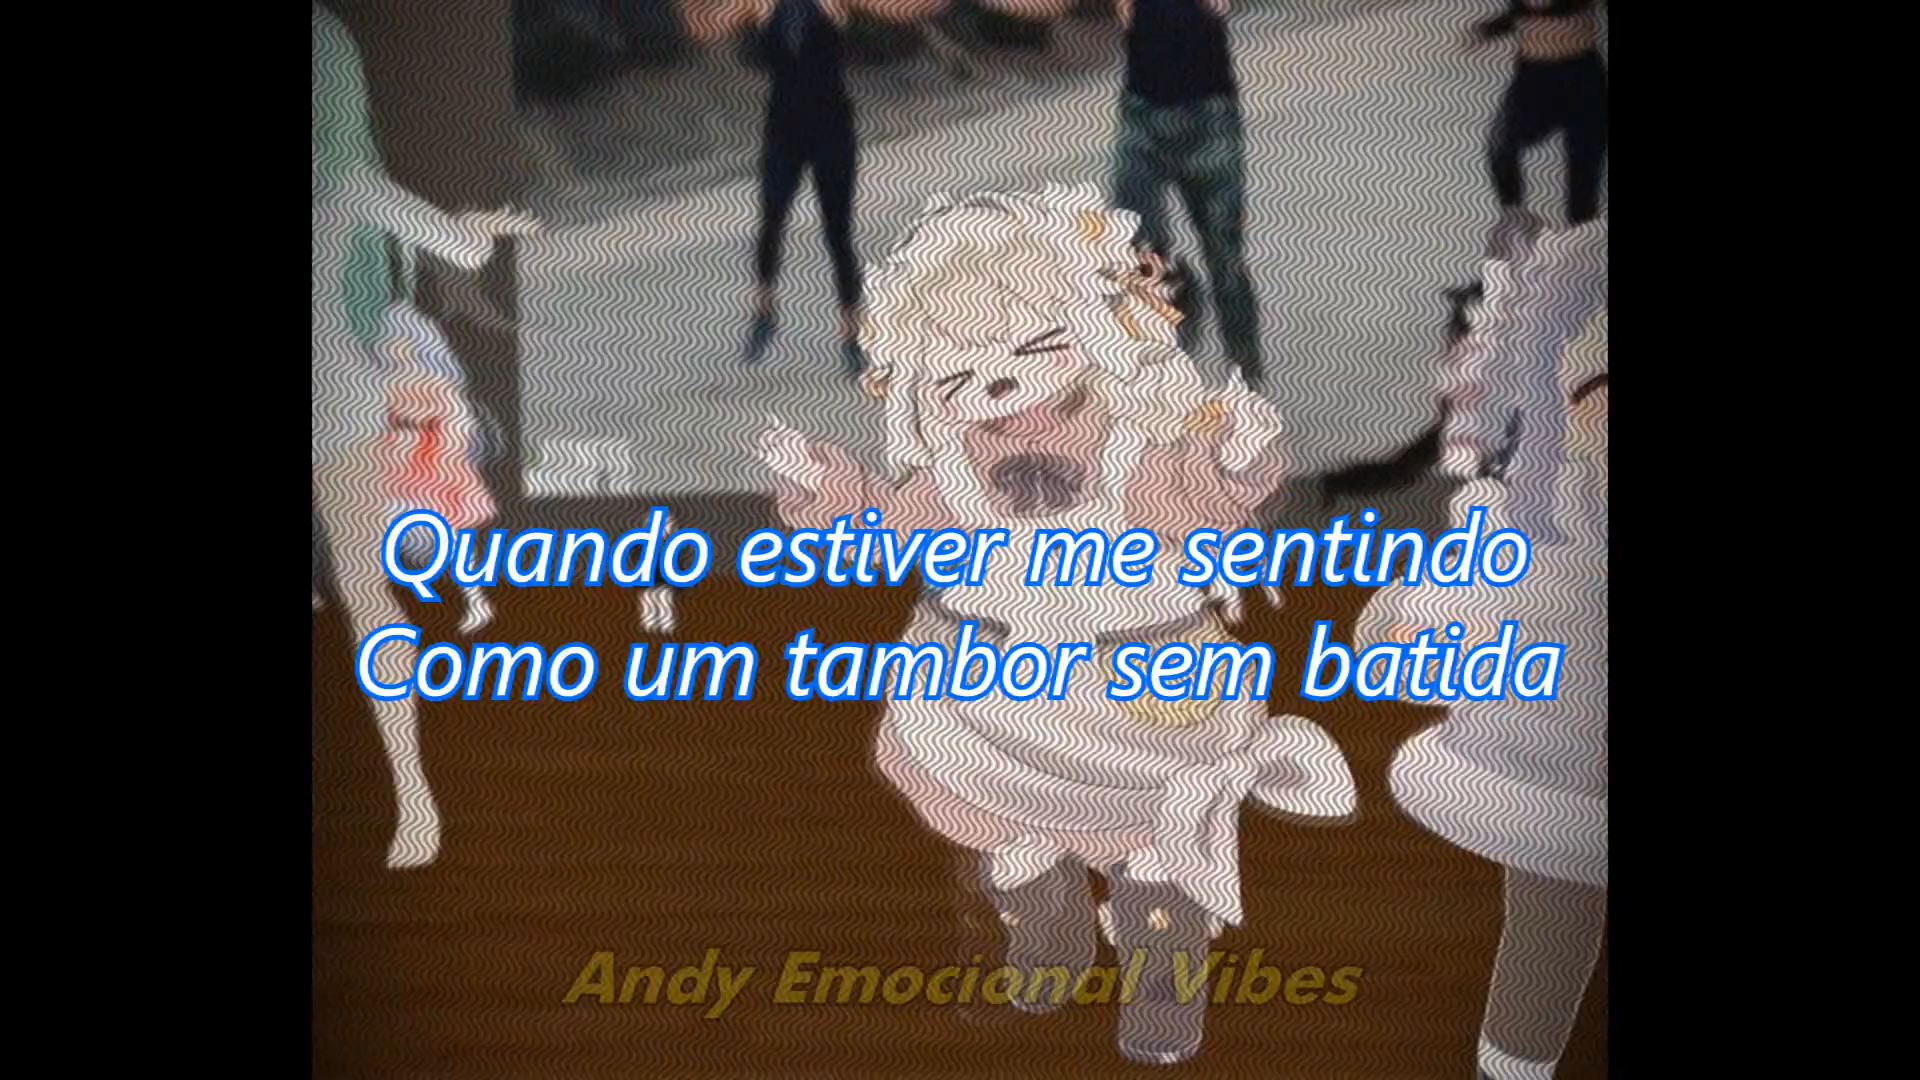 Quando estiver me sentindo
Como um tambor sem batida
Andy Emocional Vibes